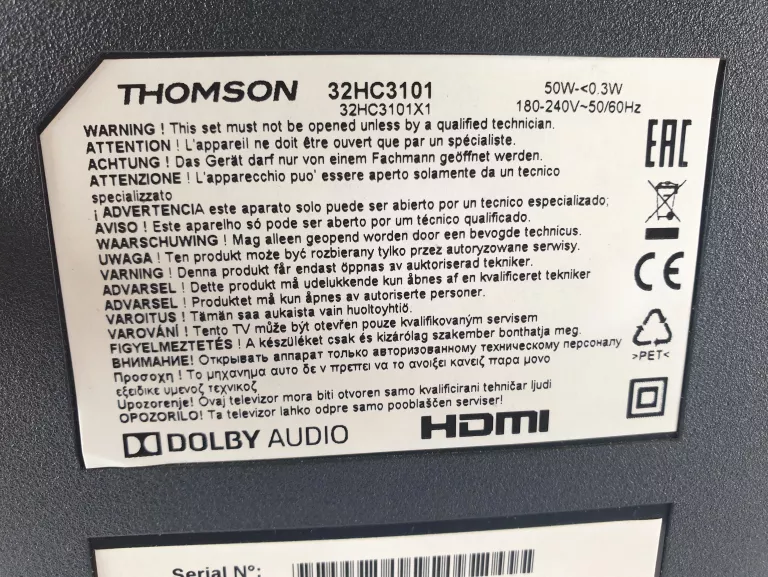 THOMSON 32HC3101 50W-<0.3W
32HC3101X1 180-240V~50/60Hz
WARNING ! This set must not be opened unless by a qualified technician.
ATTENTION ! L'appareil ne doit être ouvert que par un spécialiste.
ACHTUNG ! Das Gerät darf nur von einem Fachmann geöffnet werden.
ATTENZIONE ! L'apparecchio puo' essere aperto solamente da un tecnico
specializzato
¡ ADVERTENCIA este aparato solo puede ser abierto por un tecnico especializado;
AVISO ! Este aparelho só pode ser aberto por um técnico qualificado.
WAARSCHUWING ! Mag alleen geopend worden door een bevogde technicus.
UWAGA ! Ten produkt może być rozbierany tylko przez autoryzowane serwisy.
VARNING ! Denna produkt får endast öppnas av auktoriserad tekniker.
ADVARSEL ! Dette produkt må udelukkende kun åbnes af en kvalificeret tekniker
ADVARSEL ! Produktet må kun åpnes av autoriserte personer.
VAROITUS ! Tämän saa aukaista vain huoltoyhtiö.
VAROVÁNÍ ! Tento TV může být otevřen pouze kvalifikovaným servisem
FIGYELMEZTETÉS ! A készüléket csak és kizárólag szakember bonthatja meg.
ВНИМАНИЕ! Открывать аппарат только авторизованному техническому персоналу
Προσοχη ! Το μηχανημα αυτο δε ν πρεπει να το ανοιξει κανείζ παρα μονο
εξειδικε υμενοζ τεχνικοζ
Upozorenje! Ovaj televizor mora biti otvoren samo kvalificirani tehničar ljudi
OPOZORILO! Ta televizor lahko odpre samo pooblaščen serviser!
DOLBY AUDIO HDMI
EAC
CE
>PET<
Serial N°: